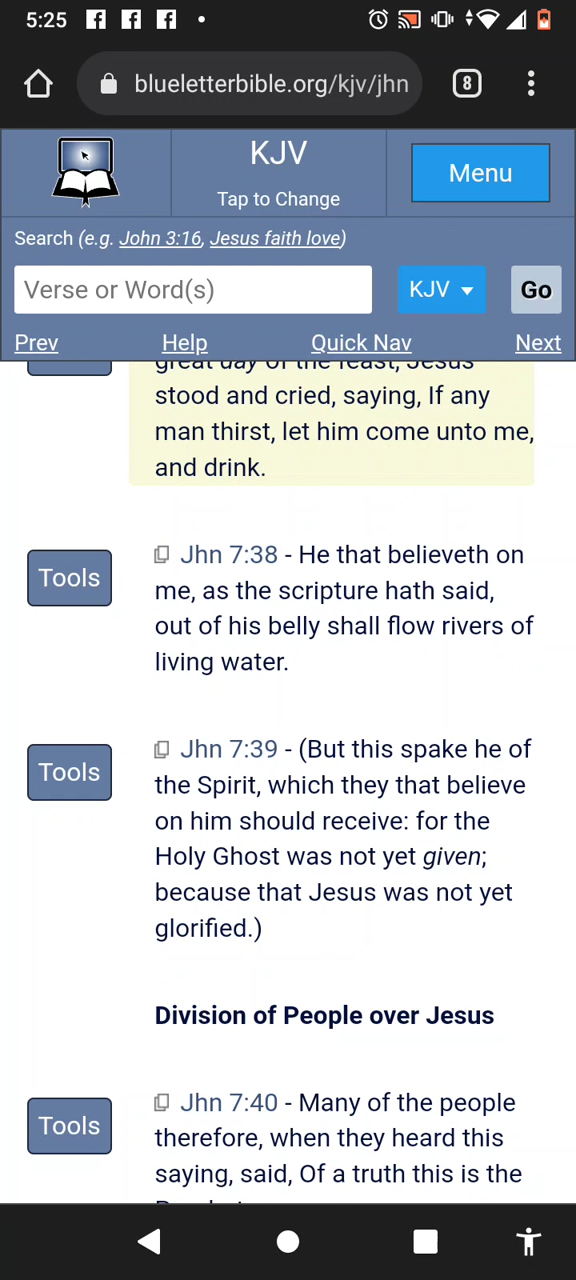 5:25
blueletterbible.org/kjv/jhn
8
KJV
Tap to Change
Menu
Search (e.g. John 3:16, Jesus faith love)
Verse or Word(s)
KJV
Go
Prev
Help
Quick Nav
Next
great day of the feast, Jesus
stood and cried, saying, If any
man thirst, let him come unto me,
and drink.
Tools
Jhn 7:38 - He that believeth on
me, as the scripture hath said,
out of his belly shall flow rivers of
living water.
Tools
Jhn 7:39 - (But this spake he of
the Spirit, which they that believe
on him should receive: for the
Holy Ghost was not yet given;
because that Jesus was not yet
glorified.)
Division of People over Jesus
Tools
Jhn 7:40 - Many of the people
therefore, when they heard this
saying, said, Of a truth this is the